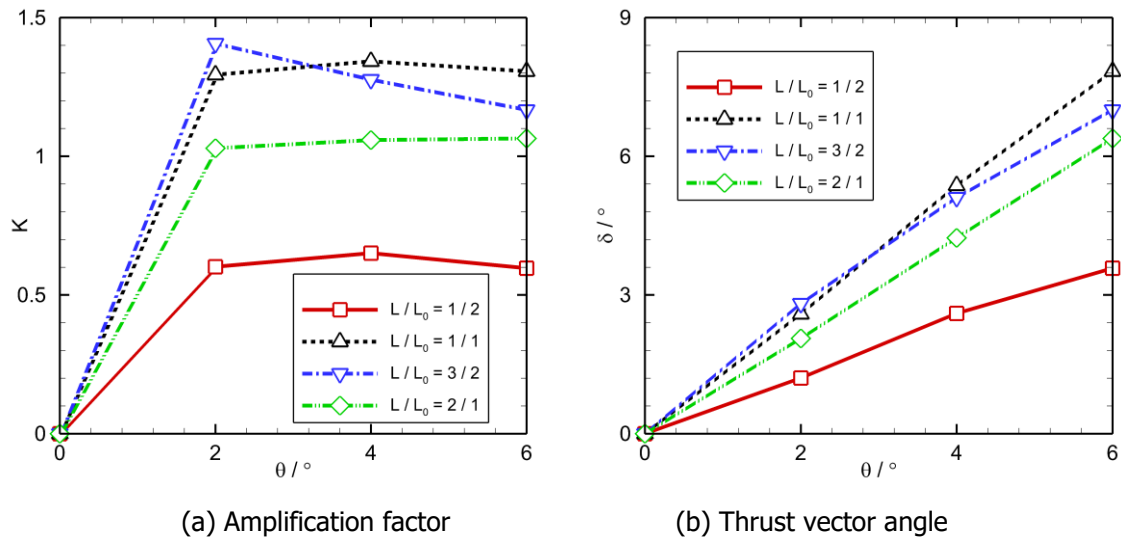 1.5
1
0.5
0
K
0
2
4
6
θ / °
L / L0 = 1 / 2
L / L0 = 1 / 1
L / L0 = 3 / 2
L / L0 = 2 / 1
(a) Amplification factor
9
6
3
0
δ / °
0
2
4
6
θ / °
L / L0 = 1 / 2
L / L0 = 1 / 1
L / L0 = 3 / 2
L / L0 = 2 / 1
(b) Thrust vector angle